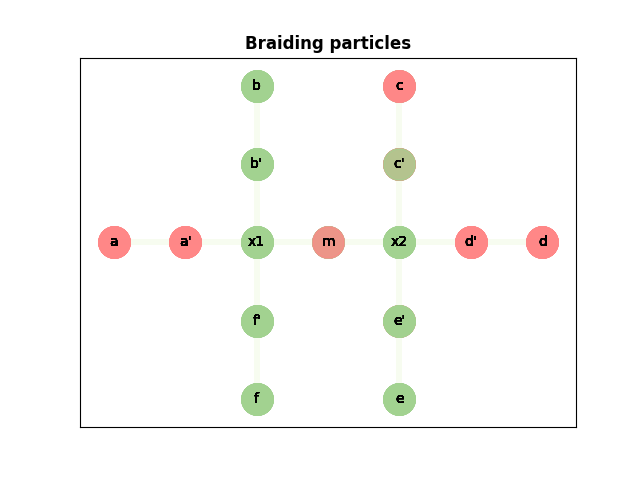 Braiding particles
b c
b' c'
a a' x1 m x2 d' d
f' e'
f e